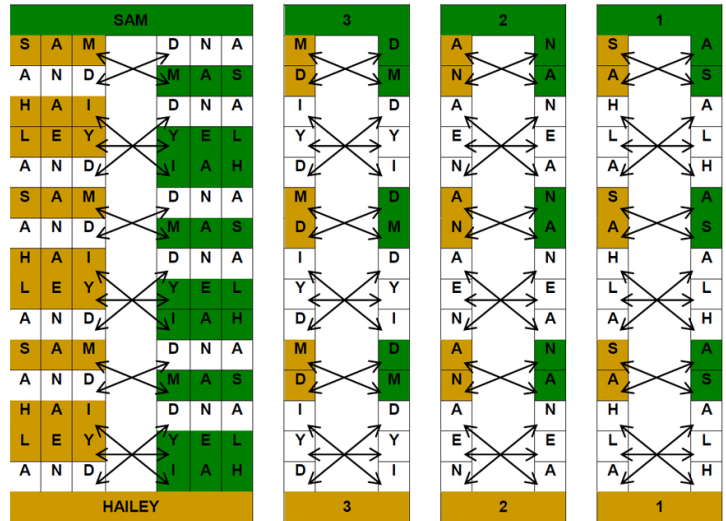 SAM 3 2 1
S A M D N A M D A N S A
A N D M A S D M N A A S
H A I D N A I D A N H A
L E Y Y E L Y Y E E L L
A N D I A H D I N A A H
S A M D N A M D A N S A
A N D M A S D M N A A S
H A I D N A I D A N H A
L E Y Y E L Y Y E E L L
A N D I A H D I N A A H
S A M D N A M D A N S A
A N D M A S D M N A A S
H A I D N A I D A N H A
L E Y Y E L Y Y E E L L
A N D I A H D I N A A H
HAILEY 3 2 1